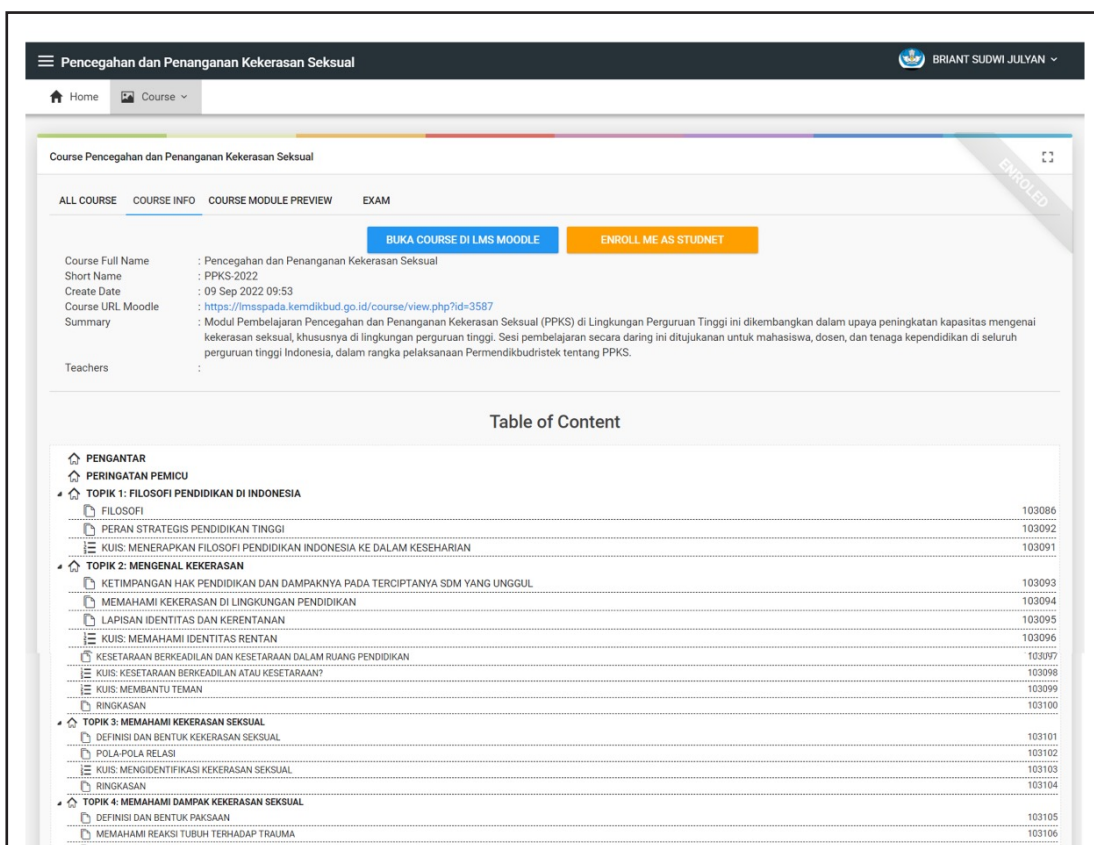 Pencegahan dan Penanganan Kekerasan Seksual
BRIANT SUDWI JULYAN
Home Course
Course Pencegahan dan Penanganan Kekerasan Seksual
ENROLED
ALL COURSE COURSE INFO COURSE MODULE PREVIEW EXAM
BUKA COURSE DI LMS MOODLE ENROLL ME AS STUDNET
Course Full Name : Pencegahan dan Penanganan Kekerasan Seksual
Short Name : PPKS-2022
Create Date : 09 Sep 2022 09:53
Course URL Moodle : https://lmsspada.kemdikbud.go.id/course/view.php?id=3587
Summary : Modul Pembelajaran Pencegahan dan Penanganan Kekerasan Seksual (PPKS) di Lingkungan Perguruan Tinggi ini dikembangkan dalam upaya peningkatan kapasitas mengenai
kekerasan seksual, khususnya di lingkungan perguruan tinggi. Sesi pembelajaran secara daring ini ditujukanan untuk mahasiswa, dosen, dan tenaga kependidikan di seluruh
perguruan tinggi Indonesia, dalam rangka pelaksanaan Permendikbudristek tentang PPKS.
Teachers :
Table of Content
PENGANTAR
PERINGATAN PEMICU
TOPIK 1: FILOSOFI PENDIDIKAN DI INDONESIA
FILOSOFI 103086
PERAN STRATEGIS PENDIDIKAN TINGGI 103092
KUIS: MENERAPKAN FILOSOFI PENDIDIKAN INDONESIA KE DALAM KESEHARIAN 103091
TOPIK 2: MENGENAL KEKERASAN
KETIMPANGAN HAK PENDIDIKAN DAN DAMPAKNYA PADA TERCIPTANYA SDM YANG UNGGUL 103093
MEMAHAMI KEKERASAN DI LINGKUNGAN PENDIDIKAN 103094
LAPISAN IDENTITAS DAN KERENTANAN 103095
KUIS: MEMAHAMI IDENTITAS RENTAN 103096
KESETARAAN BERKEADILAN DAN KESETARAAN DALAM RUANG PENDIDIKAN 103097
KUIS: KESETARAAN BERKEADILAN ATAU KESETARAAN? 103098
KUIS: MEMBANTU TEMAN 103099
RINGKASAN 103100
TOPIK 3: MEMAHAMI KEKERASAN SEKSUAL
DEFINISI DAN BENTUK KEKERASAN SEKSUAL 103101
POLA-POLA RELASI 103102
KUIS: MENGIDENTIFIKASI KEKERASAN SEKSUAL 103103
RINGKASAN 103104
TOPIK 4: MEMAHAMI DAMPAK KEKERASAN SEKSUAL
DEFINISI DAN BENTUK PAKSAAN 103105
MEMAHAMI REAKSI TUBUH TERHADAP TRAUMA 103106